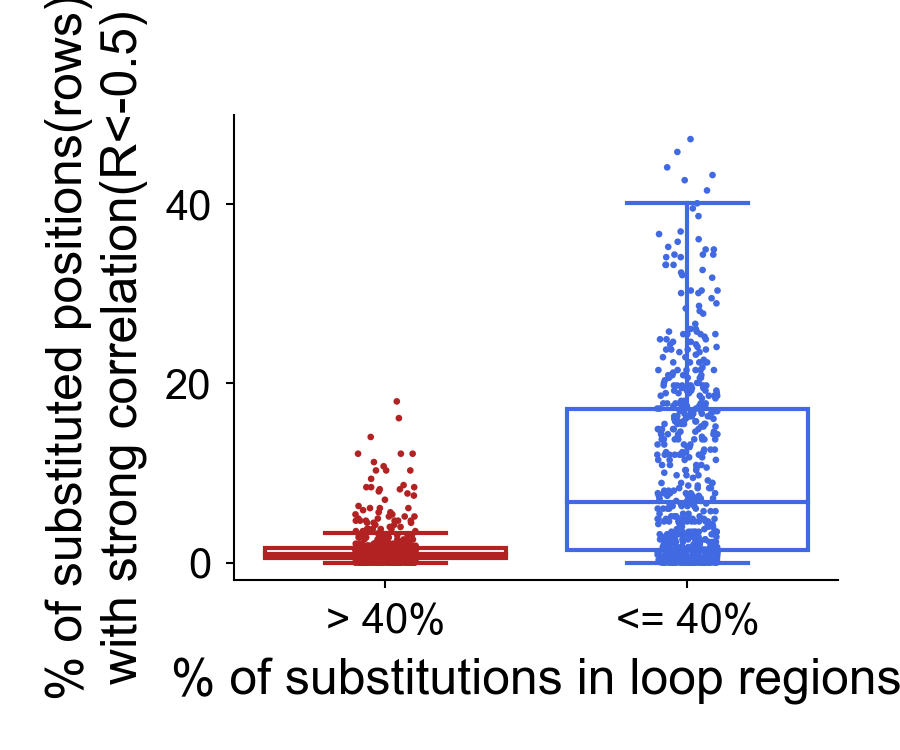 % of substituted positions(rows)
with strong correlation(R<-0.5)
40
20
0
> 40%
<= 40%
% of substitutions in loop regions